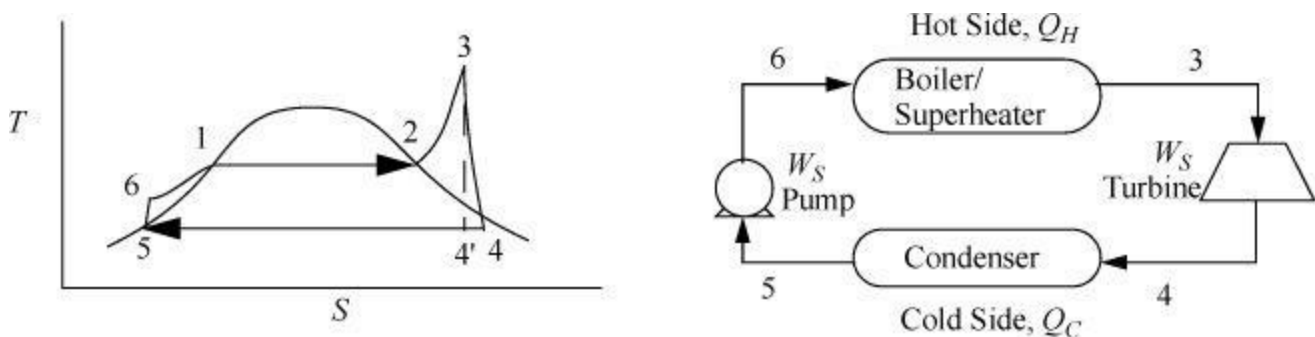 T
S
1
2
3
4
4'
5
6
Hot Side, Q_H
6
Boiler/
Superheater
3
W_S
Pump
W_S
Turbine
Condenser
5
4
Cold Side, Q_C